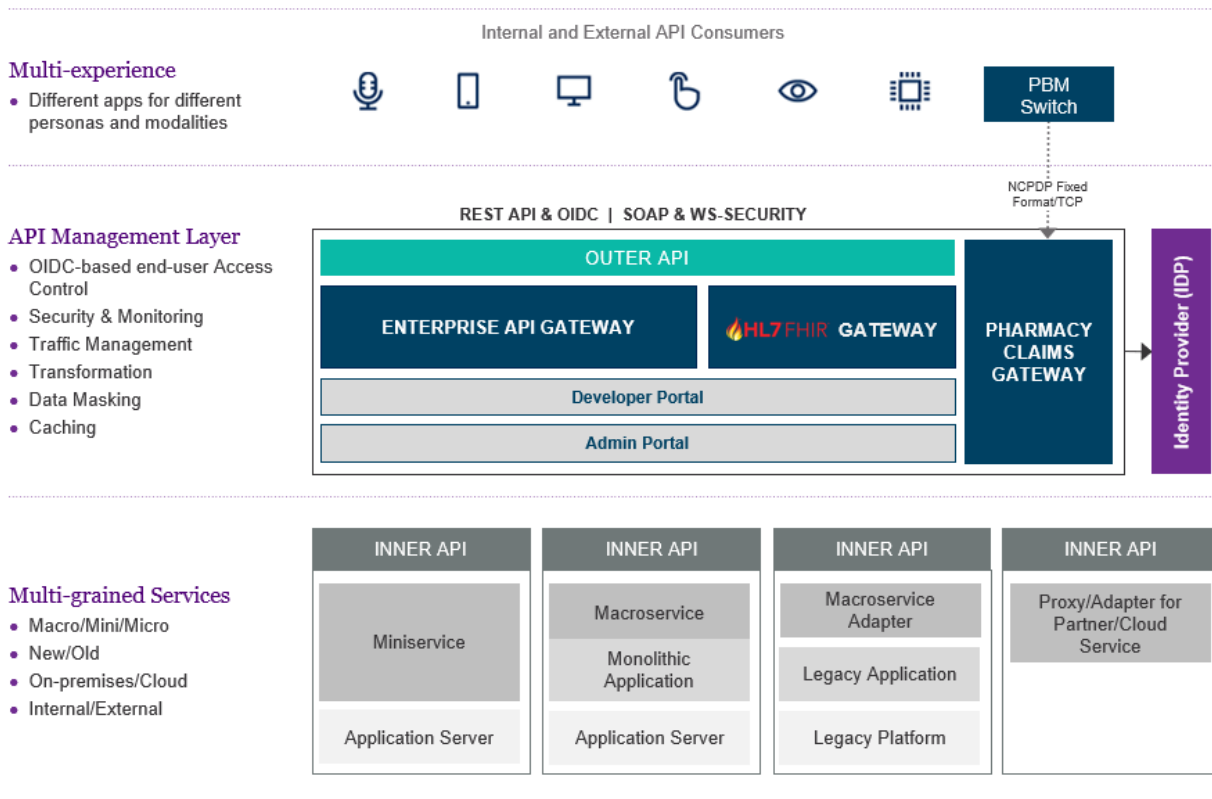 Internal and External API Consumers
Multi-experience
• Different apps for different
personas and modalities
PBM
Switch
NCPDP Fixed
Format/TCP
REST API & OIDC | SOAP & WS-SECURITY
API Management Layer
• OIDC-based end-user Access
Control
• Security & Monitoring
• Traffic Management
• Transformation
• Data Masking
• Caching
OUTER API
ENTERPRISE API GATEWAY
HL7 FHIR GATEWAY
Developer Portal
Admin Portal
PHARMACY
CLAIMS
GATEWAY
Identity Provider (IDP)
Multi-grained Services
• Macro/Mini/Micro
• New/Old
• On-premises/Cloud
• Internal/External
INNER API
Miniservice
Application Server
INNER API
Macroservice
Monolithic
Application
Application Server
INNER API
Macroservice
Adapter
Legacy Application
Legacy Platform
INNER API
Proxy/Adapter for
Partner/Cloud
Service